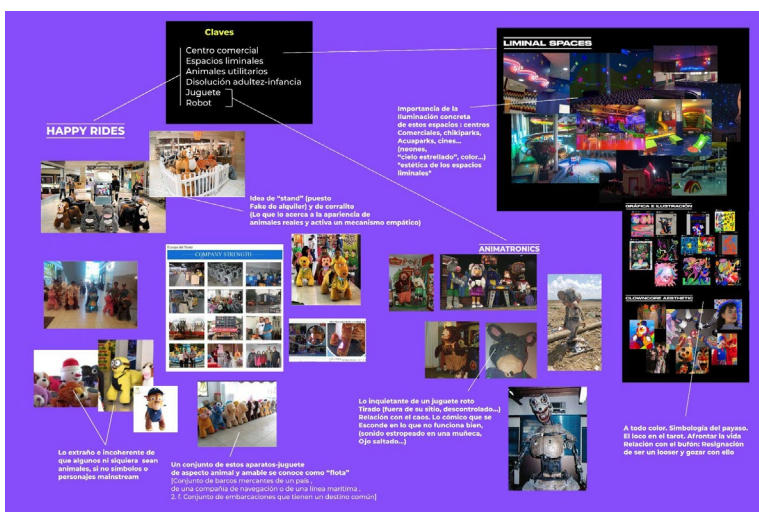 Claves
Centro comercial
Espacios liminales
Animales utilitarios
Disolución adultez-infancia
Juguete
Robot
LIMINAL SPACES
Importancia de la
Iluminación concreta
de estos espacios : centros
Comerciales, chikiparks,
Acuaparks, cines...
(neones,
“cielo estrellado”, color...)
“estética de los espacios
liminales”
HAPPY RIDES
Idea de “stand” (puesto
Fake de alquiler) y de corralito
(Lo que lo acerca a la apariencia de
animales reales y activa un mecanismo empático)
COMPANY STRENGTH
ANIMATRONICS
GRÁFICA E ILUSTRACIÓN
CLOWNCORE AESTHETIC
Lo inquietante de un juguete roto
Tirado (fuera de su sitio, descontrolado...)
Relación con el caos. Lo cómico que se
Esconde en lo que no funciona bien,
(sonido estropeado en una muñeca,
Ojo saltado...)
A todo color. Simbología del payaso.
El loco en el tarot. Afrontar la vida
Relación con el bufón: Resignación
de ser un looser y gozar con ello
Lo extraño e incoherente de
que algunos ni siquiera sean
animales, si no símbolos o
personajes mainstream
Un conjunto de estos aparatos-juguete
de aspecto animal y amable se conoce como “flota”
[Conjunto de barcos mercantes de un país ,
de una compañía de navegación o de una línea marítima .
2. f. Conjunto de embarcaciones que tienen un destino común]